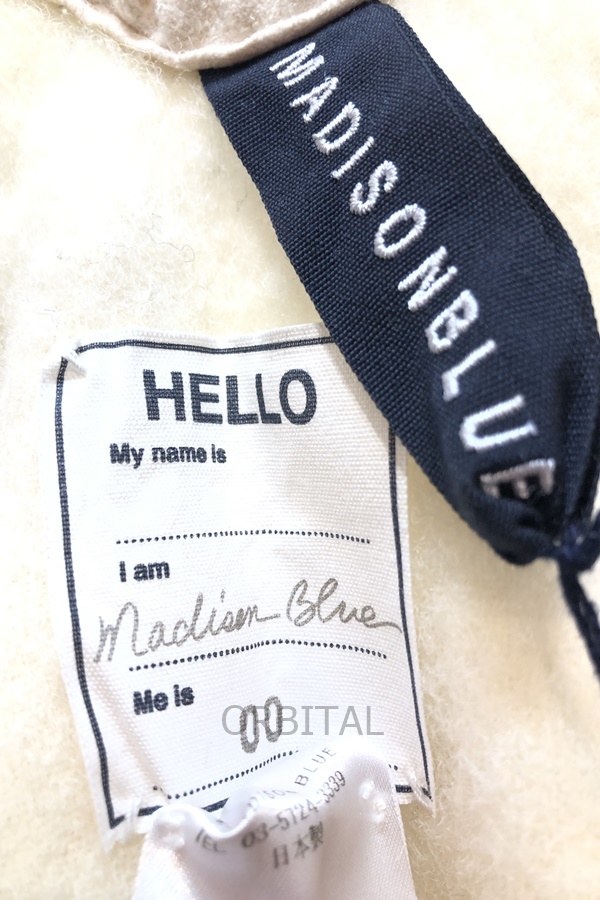 MADISONBLUE
HELLO
My name is
I am
Madison Blue
Me is
00
ORBITAL
BLUE
TEL 03-5724-3339
日本製